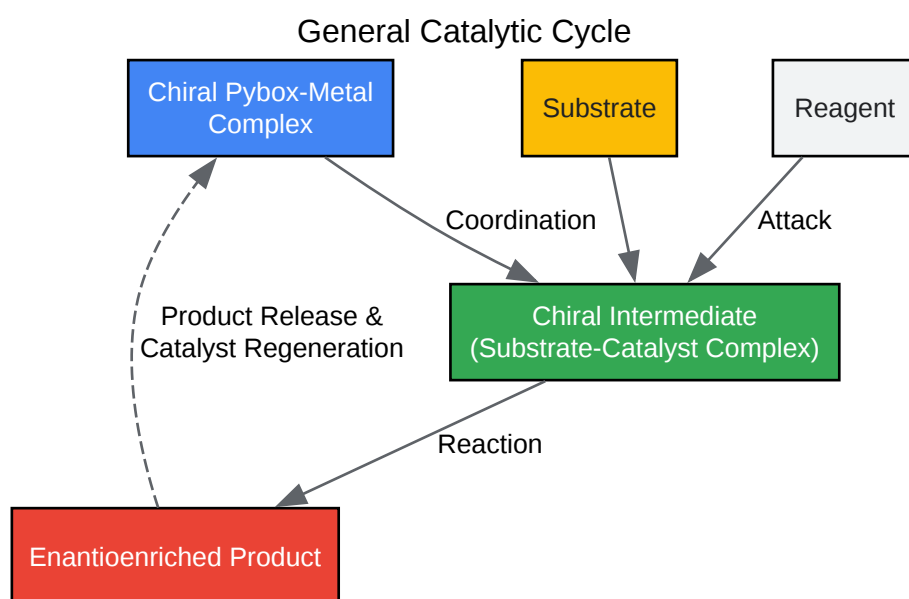 General Catalytic Cycle
Chiral Pybox-Metal
Complex
Substrate
Reagent
Coordination
Attack
Chiral Intermediate
(Substrate-Catalyst Complex)
Product Release &
Catalyst Regeneration
Reaction
Enantioenriched Product